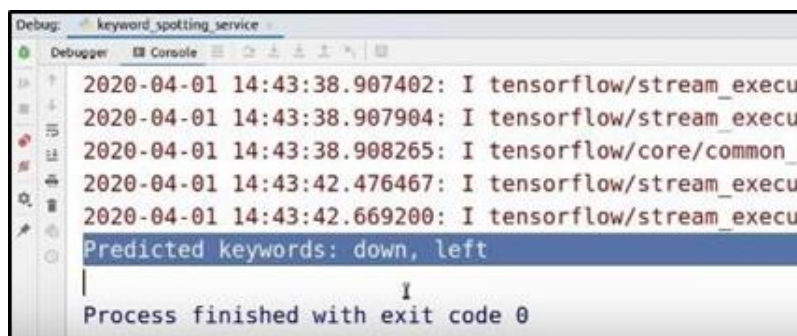 Debug: keyword_spotting_service
Debugger Console
2020-04-01 14:43:38.907402: I tensorflow/stream_execu
2020-04-01 14:43:38.907904: I tensorflow/stream_execu
2020-04-01 14:43:38.908265: I tensorflow/core/common_
2020-04-01 14:43:42.476467: I tensorflow/stream_execu
2020-04-01 14:43:42.669200: I tensorflow/stream_execu
Predicted keywords: down, left
Process finished with exit code 0